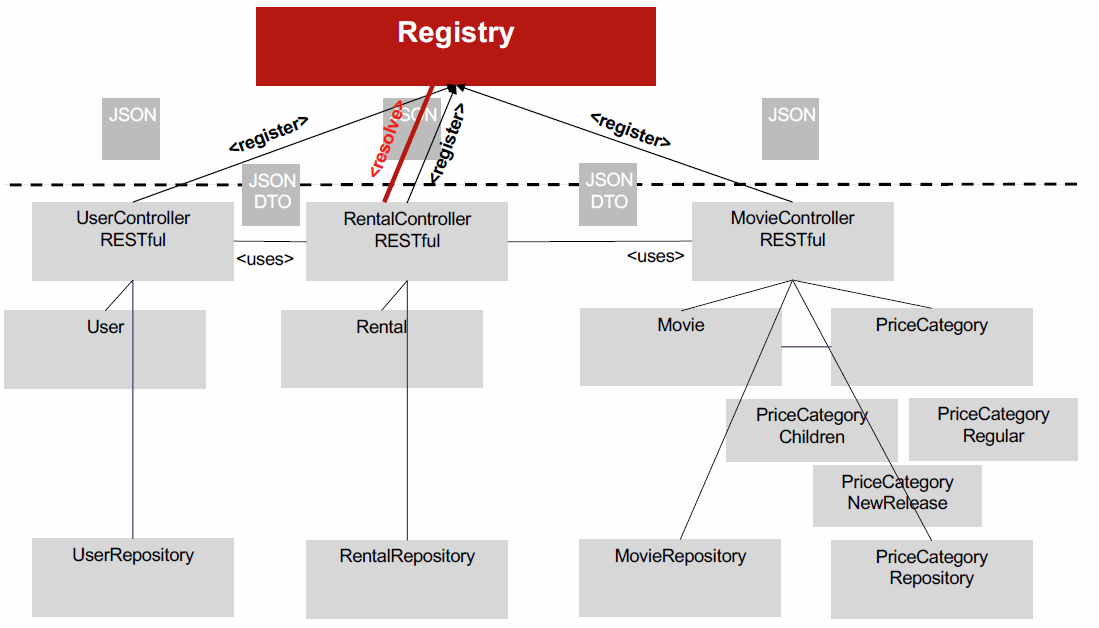 Registry
JSON
JSON
JSON
<register>
<resolve>
<register>
<register>
JSON
DTO
JSON
DTO
UserController
RESTful
<uses>
RentalController
RESTful
<uses>
MovieController
RESTful
User
Rental
Movie
PriceCategory
PriceCategory
Children
PriceCategory
Regular
PriceCategory
NewRelease
UserRepository
RentalRepository
MovieRepository
PriceCategory
Repository